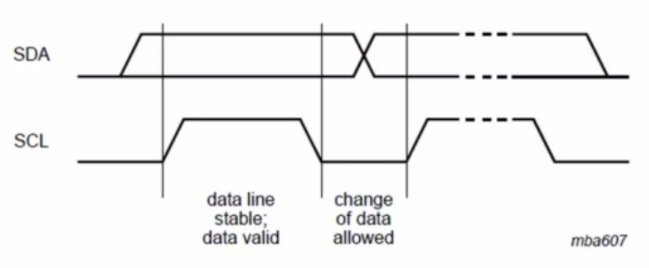 SDA
SCL
data line
stable;
data valid
change
of data
allowed
mba607